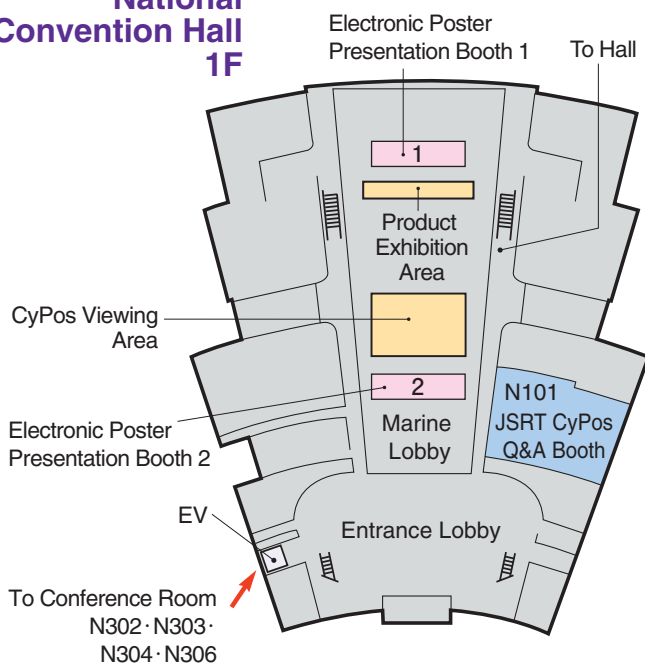 National
Convention Hall
1F
Electronic Poster
Presentation Booth 1
To Hall
1
Product
Exhibition
Area
CyPos Viewing
Area
2
N101
JSRT CyPos
Q&A Booth
Marine
Lobby
Electronic Poster
Presentation Booth 2
EV
Entrance Lobby
To Conference Room
N302・N303・
N304・N306